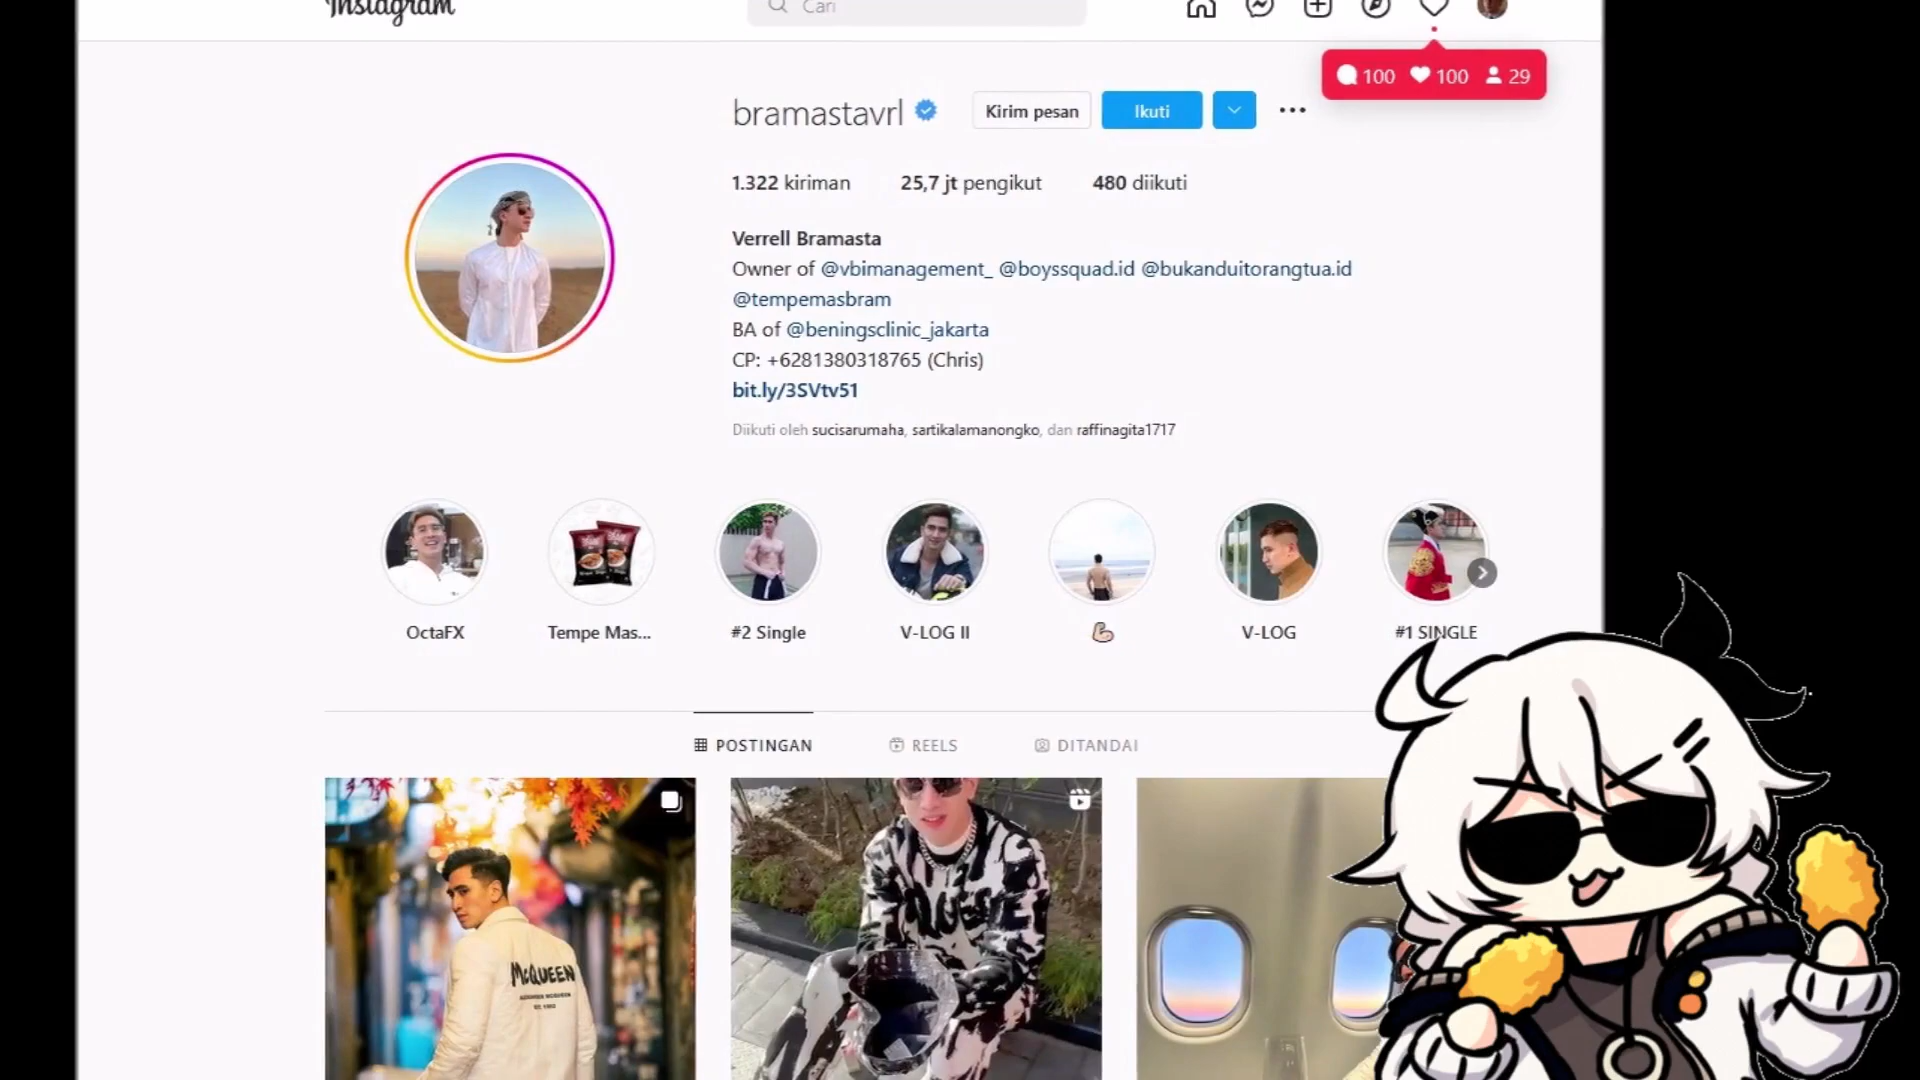 Instagram
Cari
100 100 29
bramastavrl Kirim pesan Ikuti
1.322 kiriman 25,7 jt pengikut 480 diikuti
Verrell Bramasta
Owner of @vbimanagement_ @boyssquad.id @bukanduitorangtua.id
@tempemasbram
BA of @beningsclinic_jakarta
CP: +6281380318765 (Chris)
bit.ly/3SVtv51
Diikuti oleh sucisarumaha, sartikalamanongko, dan raffinagita1717
OctaFX Tempe Mas... #2 Single V-LOG II 💪🏻 V-LOG #1 SINGLE
POSTINGAN REELS DITANDAI
McQUEEN
ALEXANDER MCQUEEN